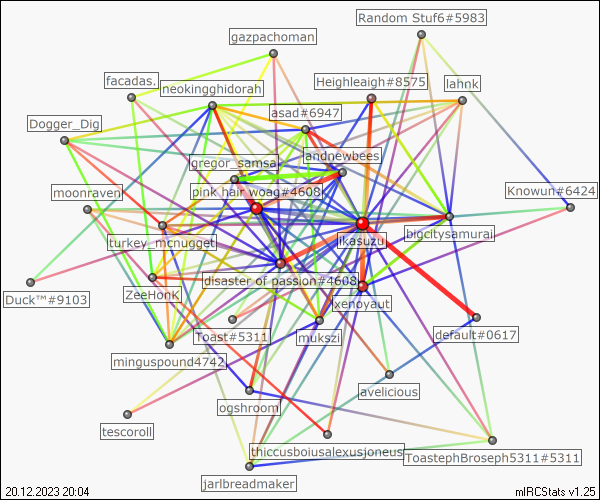 Random Stuf6#5983
gazpachoman
facadas.
neokingghidorah
Heighleigh#8575
lahnk
asad#6947
Dogger_Dig
gregor_samsa
andnewbees
moonraven
pink hair woag#4608
Knowun#6424
turkey_mcnugget
ikasuzu
bigcitysamurai
disaster of passion#4608
Duck™#9103
ZeeHonK
xenoyaut
Toast#5311
mukszi
default#0617
minguspound4742
avelicious
ogshroom
tescoroll
thiccusboiusalexusjoneus
ToastephBroseph5311#5311
jarlbreadmaker
20.12.2023 20:04
mIRCStats v1.25